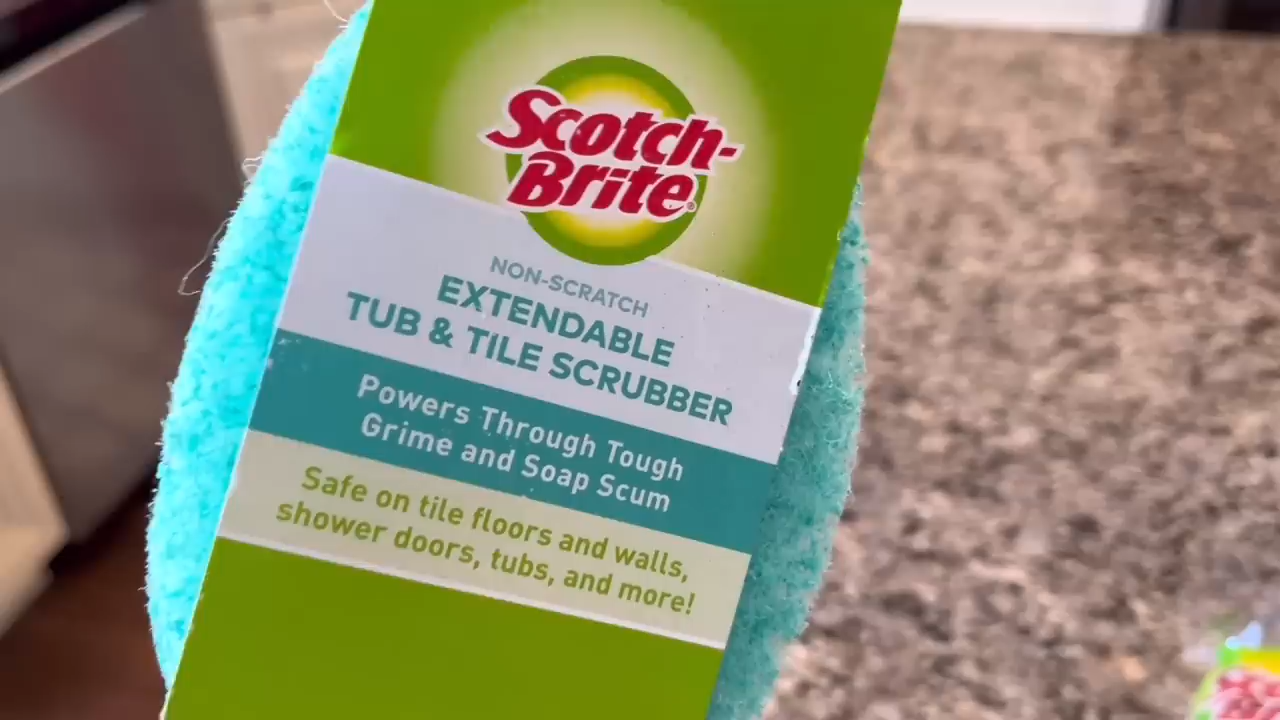 Scotch-
Brite®
NON-SCRATCH
EXTENDABLE
TUB & TILE SCRUBBER
Powers Through Tough
Grime and Soap Scum
Safe on tile floors and walls,
shower doors, tubs, and more!